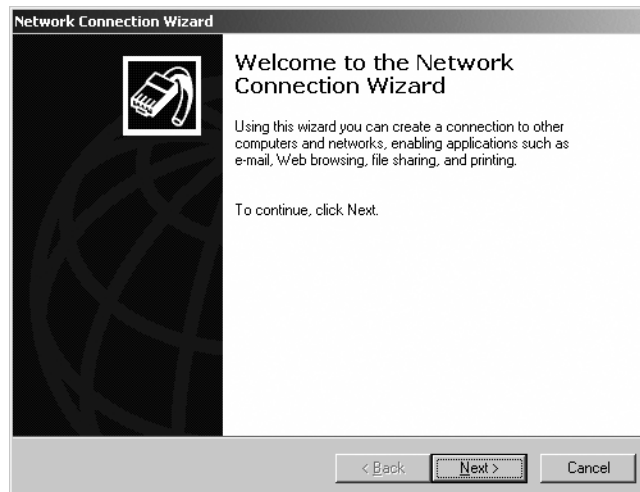 Network Connection Wizard
Welcome to the Network
Connection Wizard
Using this wizard you can create a connection to other
computers and networks, enabling applications such as
e-mail, Web browsing, file sharing, and printing.
To continue, click Next.
< Back Next > Cancel